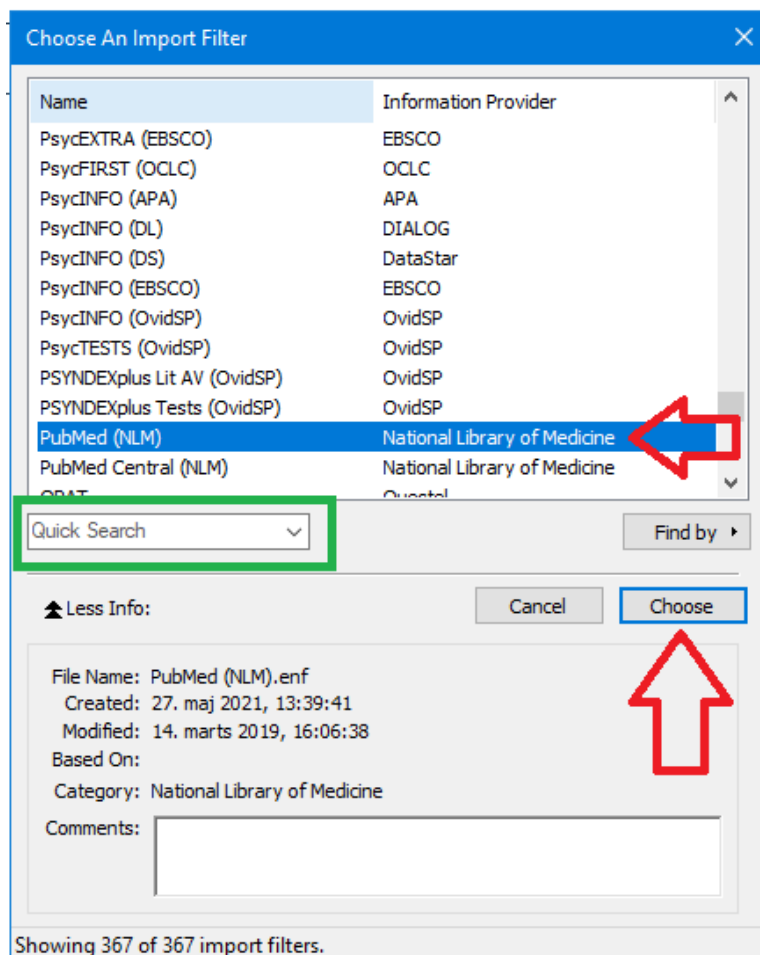 Choose An Import Filter
Name Information Provider
PsycEXTRA (EBSCO) EBSCO
PsycFIRST (OCLC) OCLC
PsycINFO (APA) APA
PsycINFO (DL) DIALOG
PsycINFO (DS) DataStar
PsycINFO (EBSCO) EBSCO
PsycINFO (OvidSP) OvidSP
PsycTESTS (OvidSP) OvidSP
PSYNDEXplus Lit AV (OvidSP) OvidSP
PSYNDEXplus Tests (OvidSP) OvidSP
PubMed (NLM) National Library of Medicine
PubMed Central (NLM) National Library of Medicine
Questel
Quick Search Find by
Less Info: Cancel Choose
File Name: PubMed (NLM).enf
Created: 27. maj 2021, 13:39:41
Modified: 14. marts 2019, 16:06:38
Based On:
Category: National Library of Medicine
Comments:
Showing 367 of 367 import filters.